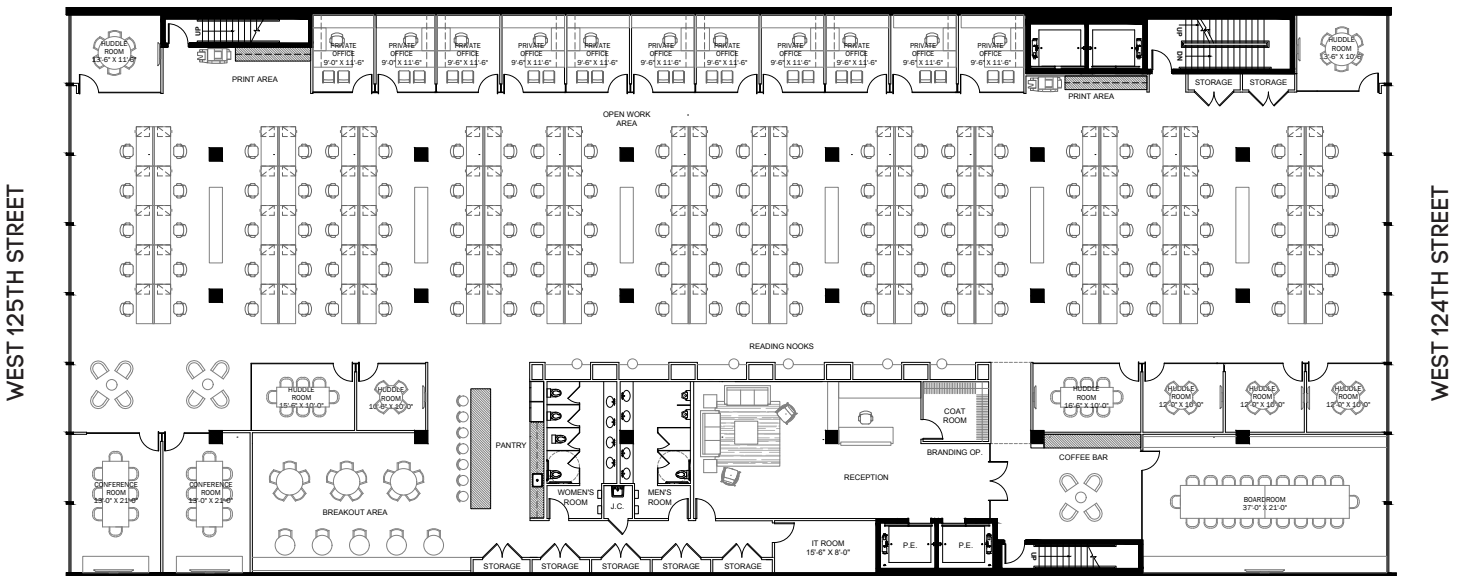 HUDDLE
ROOM
13'-6" X 11'-6"
UP
PRINT AREA
PRIVATE
OFFICE
9'-0" X 11'-6"
PRIVATE
OFFICE
9'-0" X 11'-6"
PRIVATE
OFFICE
9'-6" X 11'-6"
PRIVATE
OFFICE
9'-6" X 11'-6"
PRIVATE
OFFICE
9'-6" X 11'-6"
PRIVATE
OFFICE
9'-6" X 11'-6"
PRIVATE
OFFICE
9'-6" X 11'-6"
PRIVATE
OFFICE
9'-6" X 11'-6"
PRIVATE
OFFICE
9'-6" X 11'-6"
PRIVATE
OFFICE
9'-6" X 11'-6"
PRIVATE
OFFICE
9'-6" X 11'-6"
PRINT AREA
UP
DN
STORAGE
STORAGE
HUDDLE
ROOM
13'-6" X 10'-6"
OPEN WORK
AREA
WEST 125TH STREET
WEST 124TH STREET
READING NOOKS
HUDDLE
ROOM
15'-6" X 10'-0"
HUDDLE
ROOM
10'-6" X 10'-0"
COAT
ROOM
HUDDLE
ROOM
16'-6" X 10'-0"
HUDDLE
ROOM
12'-0" X 10'-0"
HUDDLE
ROOM
12'-0" X 10'-0"
HUDDLE
ROOM
12'-0" X 10'-0"
PANTRY
BRANDING OP.
COFFEE BAR
CONFERENCE
ROOM
13'-0" X 21'-0"
CONFERENCE
ROOM
13'-0" X 21'-0"
BREAKOUT AREA
WOMEN'S
ROOM
J.C.
MEN'S
ROOM
RECEPTION
BOARDROOM
37'-0" X 21'-0"
IT ROOM
15'-6" X 8'-0"
P.E.
P.E.
UP
STORAGE
STORAGE
STORAGE
STORAGE
STORAGE